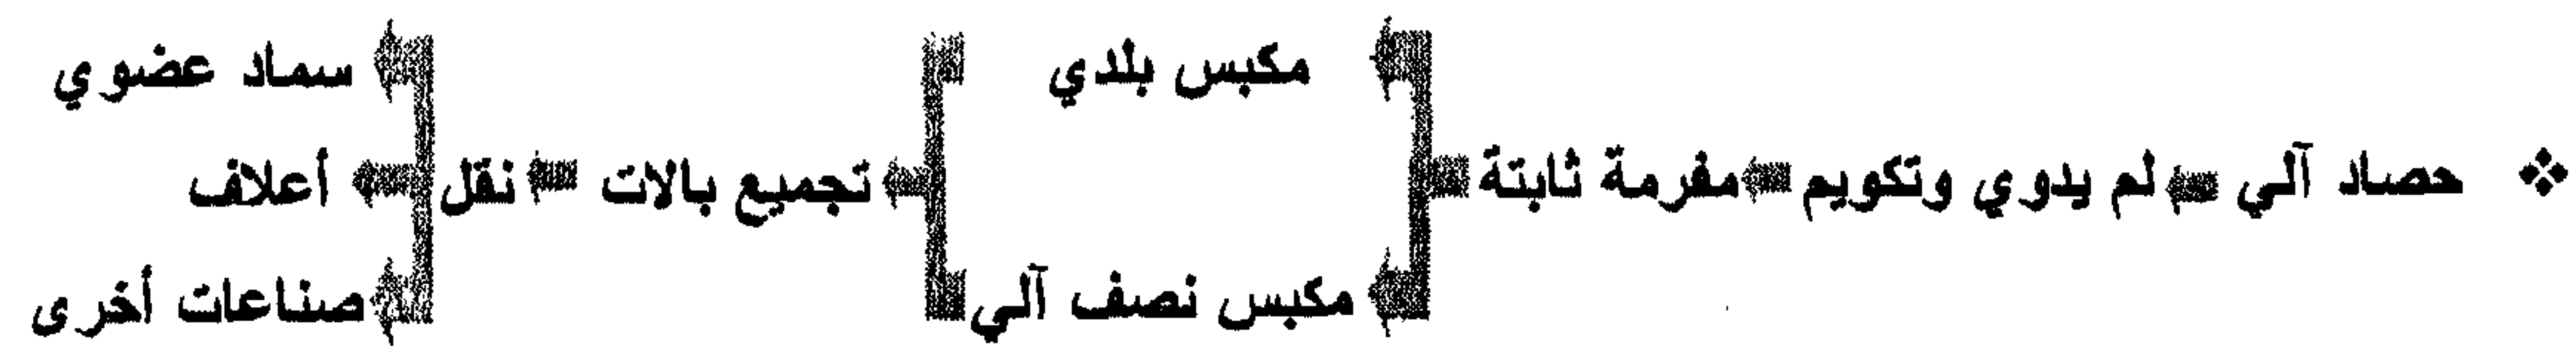 مكبس بلدي
سماد عضوي
❖ حصاد آلي لم يدوي وتكويم مفرمة ثابتة تجميع بالات نقل أعلاف
مكبس نصف آلي
صناعات أخرى